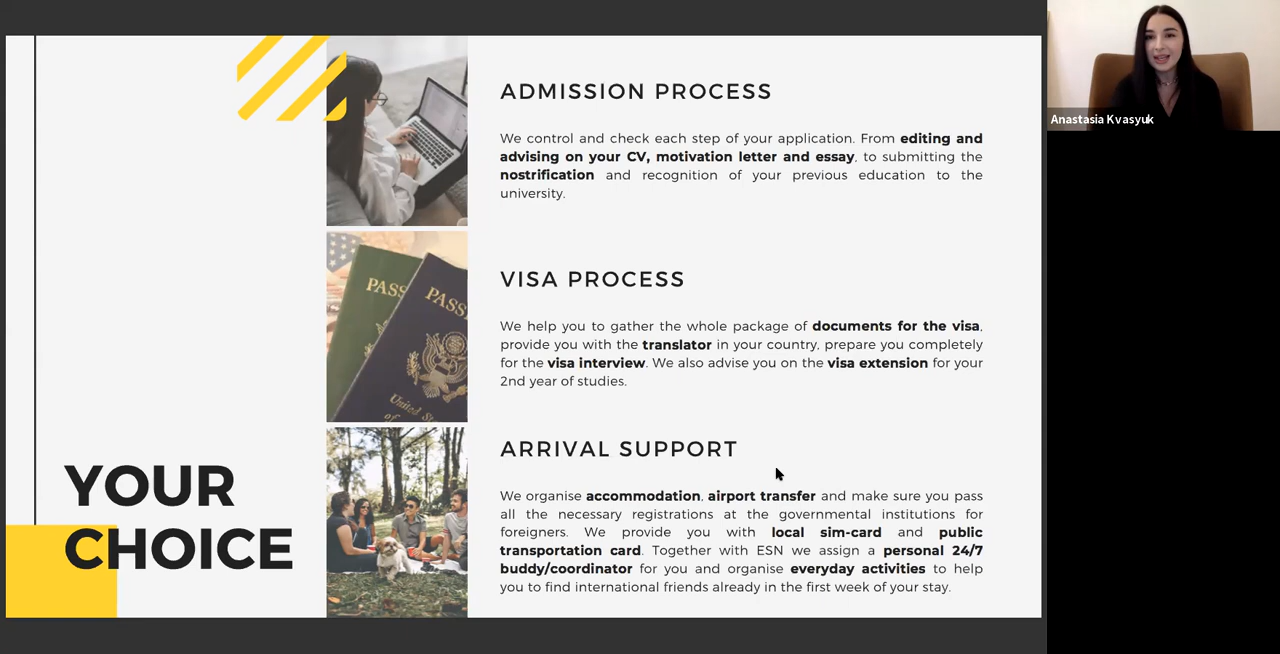 ADMISSION PROCESS
We control and check each step of your application. From editing and
advising on your CV, motivation letter and essay, to submitting the
nostrification and recognition of your previous education to the
university.
VISA PROCESS
We help you to gather the whole package of documents for the visa,
provide you with the translator in your country, prepare you completely
for the visa interview. We also advise you on the visa extension for your
2nd year of studies.
ARRIVAL SUPPORT
We organise accommodation, airport transfer and make sure you pass
all the necessary registrations at the governmental institutions for
foreigners. We provide you with local sim-card and public
transportation card. Together with ESN we assign a personal 24/7
buddy/coordinator for you and organise everyday activities to help
you to find international friends already in the first week of your stay.
YOUR
CHOICE
PASS
PASS
United St
of
Anastasia Kvasyuk